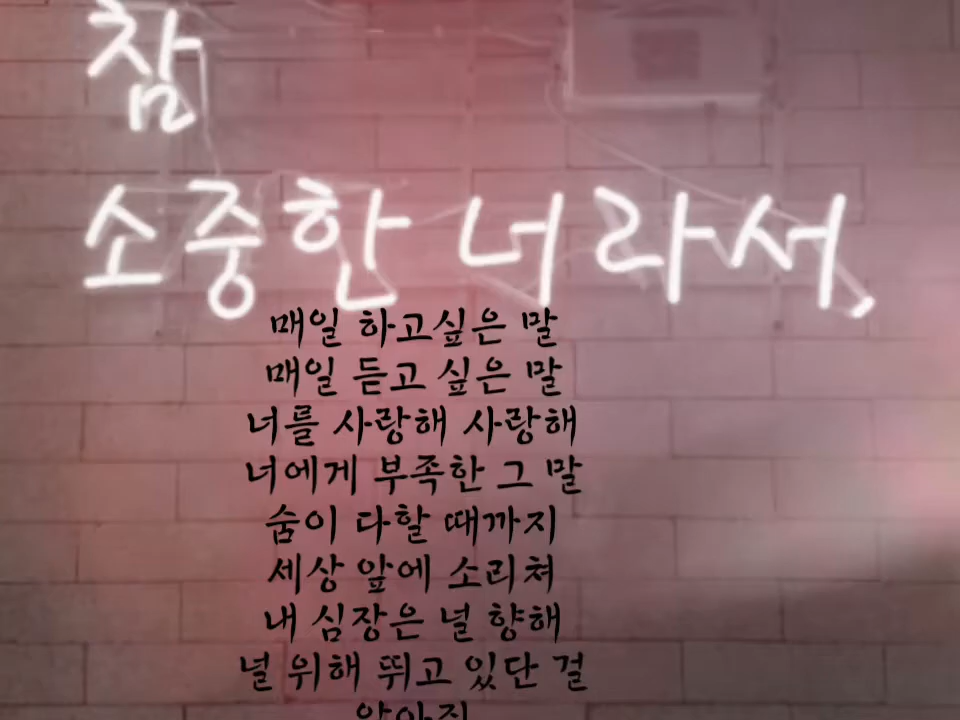 참
소중한 너라서,
매일 하고싶은 말
매일 듣고 싶은 말
너를 사랑해 사랑해
너에게 부족한 그 말
숨이 다할 때까지
세상 앞에 소리쳐
내 심장은 널 향해
널 위해 뛰고 있단 걸